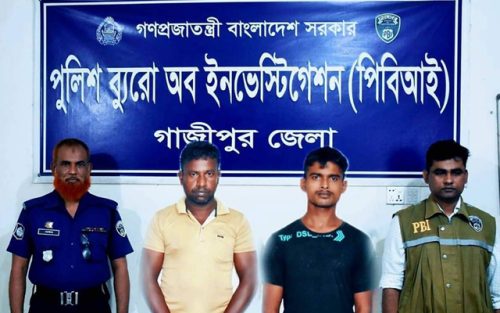 গণপ্রজাতন্ত্রী বাংলাদেশ সরকার
পুলিশ ব্যুরো অব ইনভেস্টিগেশন (পিবিআই)
গাজীপুর জেলা
PBI